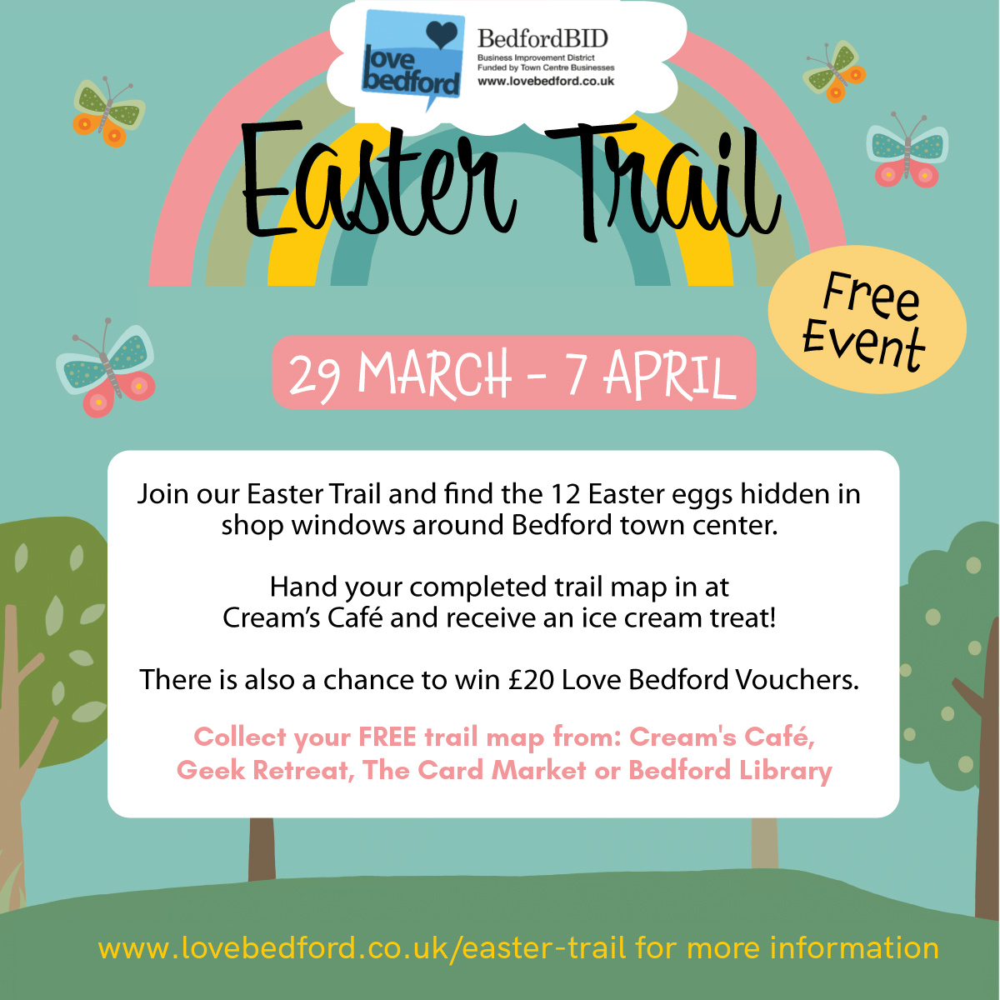 love
bedford
BedfordBID
Business Improvement District
Funded by Town Centre Businesses
www.lovebedford.co.uk
Easter Trail
Free
Event
29 MARCH - 7 APRIL
Join our Easter Trail and find the 12 Easter eggs hidden in
shop windows around Bedford town center.
Hand your completed trail map in at
Cream's Café and receive an ice cream treat!
There is also a chance to win £20 Love Bedford Vouchers.
Collect your FREE trail map from: Cream's Café,
Geek Retreat, The Card Market or Bedford Library
www.lovebedford.co.uk/easter-trail for more information